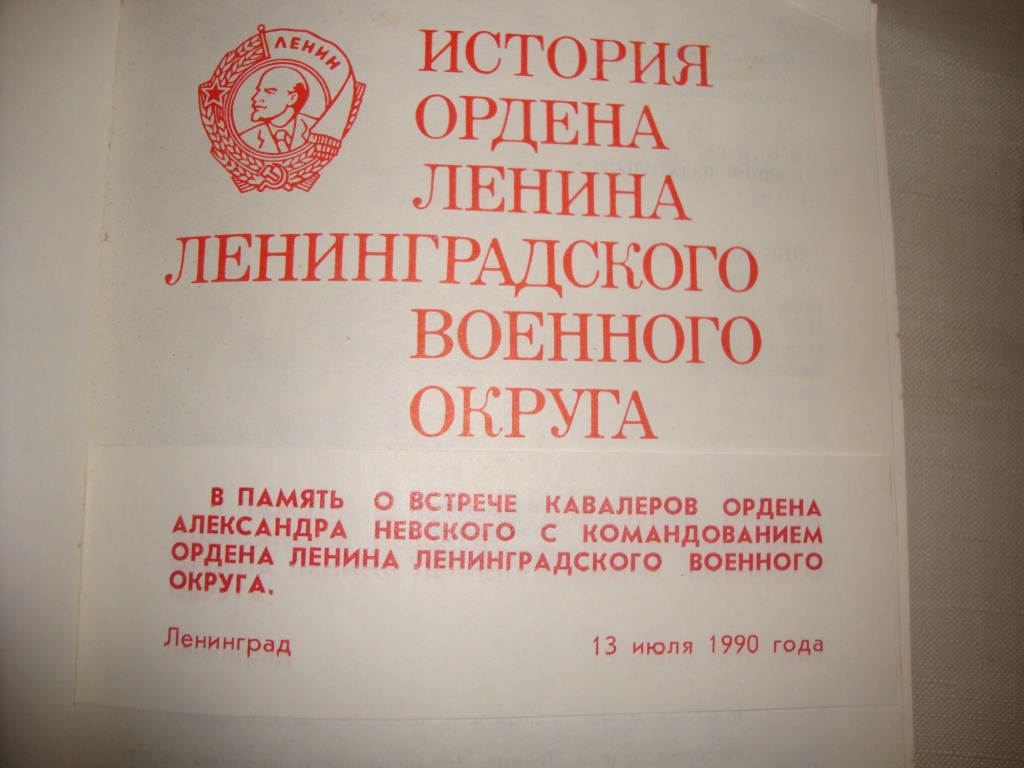 ЛЕНИН
ИСТОРИЯ
ОРДЕНА
ЛЕНИНА
ЛЕНИНГРАДСКОГО
ВОЕННОГО
ОКРУГА
В ПАМЯТЬ О ВСТРЕЧЕ КАВАЛЕРОВ ОРДЕНА
АЛЕКСАНДРА НЕВСКОГО С КОМАНДОВАНИЕМ
ОРДЕНА ЛЕНИНА ЛЕНИНГРАДСКОГО ВОЕННОГО
ОКРУГА.
Ленинград 13 июля 1990 года